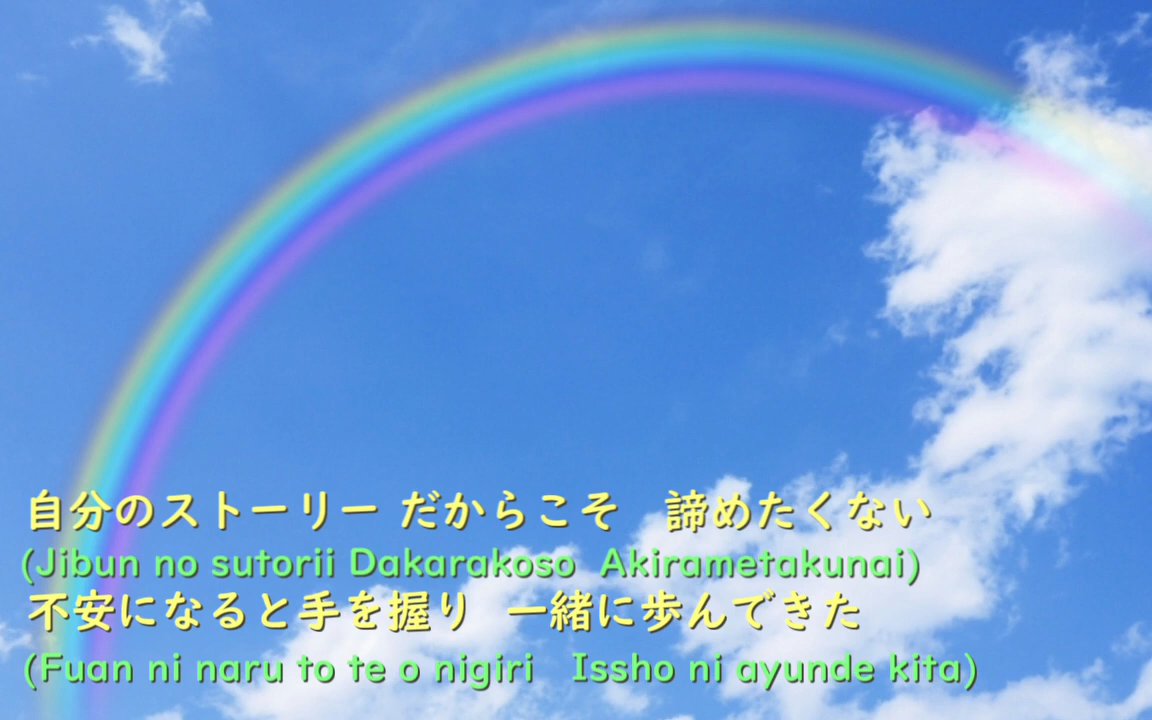 自分のストーリー だからこそ　諦めたくない
(Jibun no sutorii Dakarakoso  Akirametakunai)
不安になると手を握り　一緒に歩んできた
(Fuan ni naru to te o nigiri   Issho ni ayunde kita)